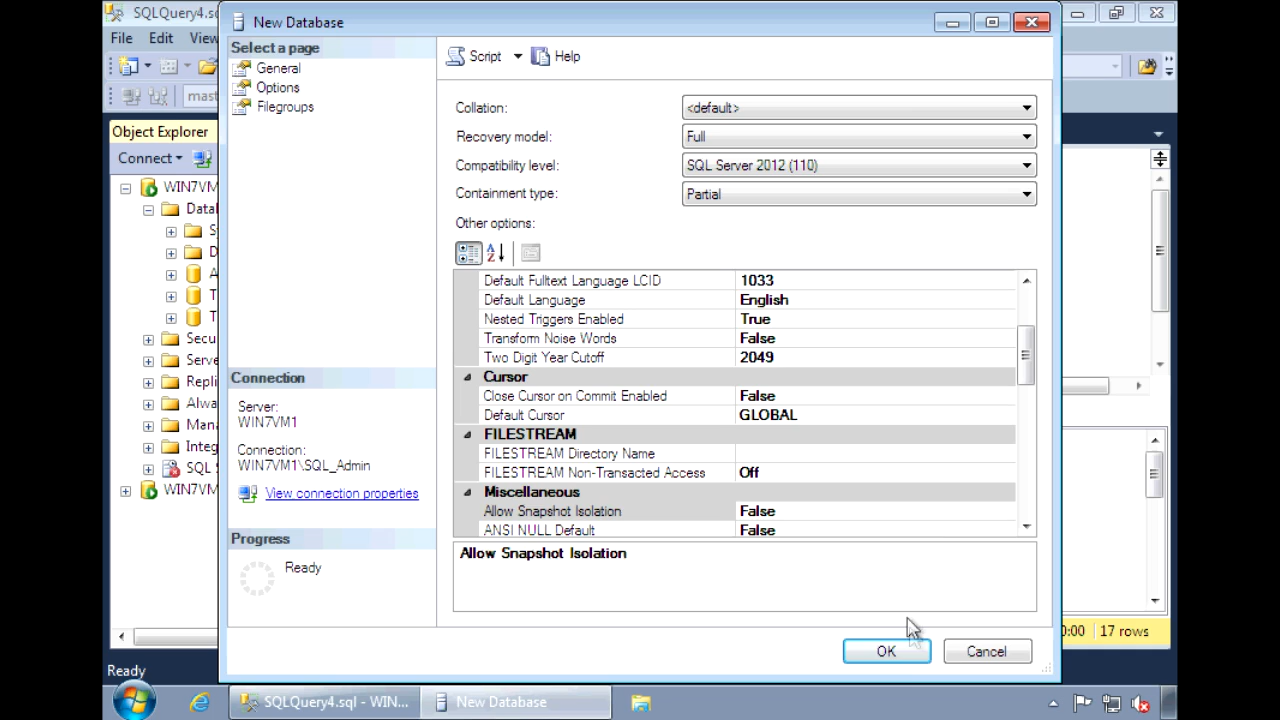 SQLQuery4.sq
New Database
File Edit View
Select a page
Script Help
General
Options
Filegroups
mast
Object Explorer
Connect
WIN7VM
Datal
Sy
D
A
T
T
Secu
Serve
Repli
Alwa
Mana
Integ
SQL S
WIN7VM
Collation: <default>
Recovery model: Full
Compatibility level: SQL Server 2012 (110)
Containment type: Partial
Other options:
Default Fulltext Language LCID 1033
Default Language English
Nested Triggers Enabled True
Transform Noise Words False
Two Digit Year Cutoff 2049
Cursor
Close Cursor on Commit Enabled False
Default Cursor GLOBAL
FILESTREAM
FILESTREAM Directory Name
FILESTREAM Non-Transacted Access Off
Miscellaneous
Allow Snapshot Isolation False
ANSI NULL Default False
Allow Snapshot Isolation
Connection
Server:
WIN7VM1
Connection:
WIN7VM1\SQL_Admin
View connection properties
Progress
Ready
OK Cancel
0:00 17 rows
Ready
SQLQuery4.sql - WIN...
New Database